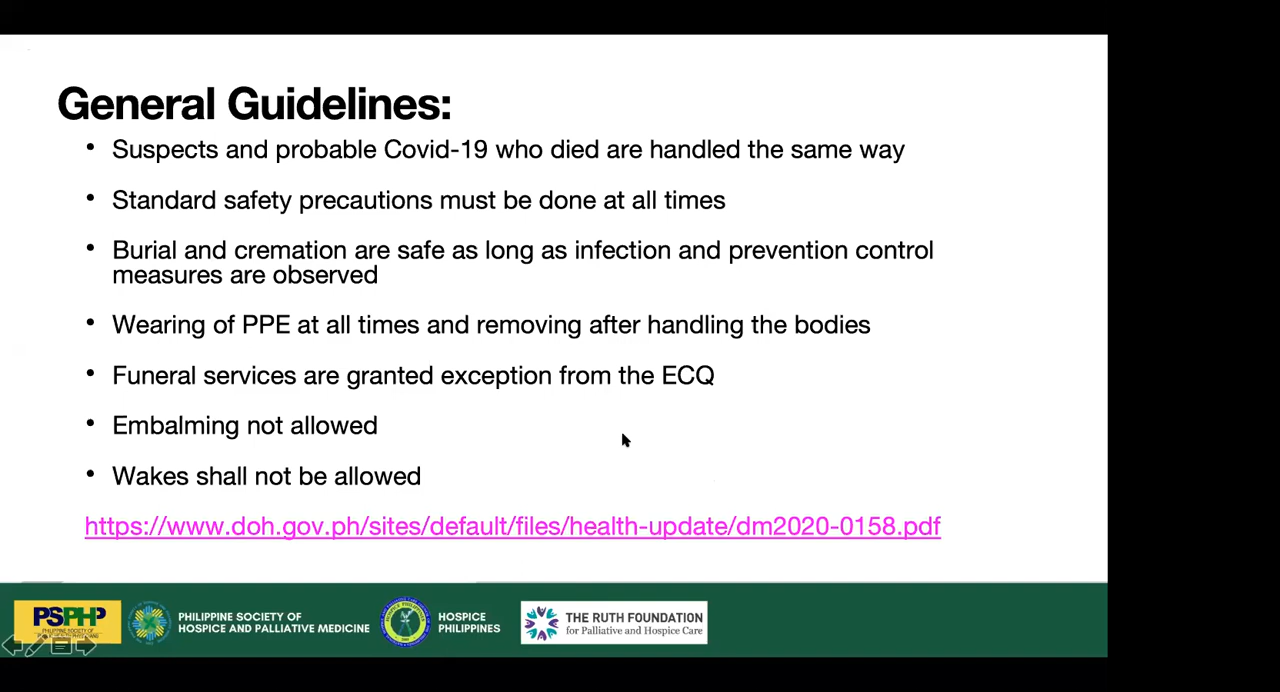 General Guidelines:
• Suspects and probable Covid-19 who died are handled the same way
• Standard safety precautions must be done at all times
• Burial and cremation are safe as long as infection and prevention control
measures are observed
• Wearing of PPE at all times and removing after handling the bodies
• Funeral services are granted exception from the ECQ
• Embalming not allowed
• Wakes shall not be allowed
https://www.doh.gov.ph/sites/default/files/health-update/dm2020-0158.pdf
PSPHP
PHILIPPINE SOCIETY OF
PHILIPPINE SOCIETY OF
HOSPICE AND PALLIATIVE MEDICINE
HOSPICE
PHILIPPINES
THE RUTH FOUNDATION
for Palliative and Hospice Care